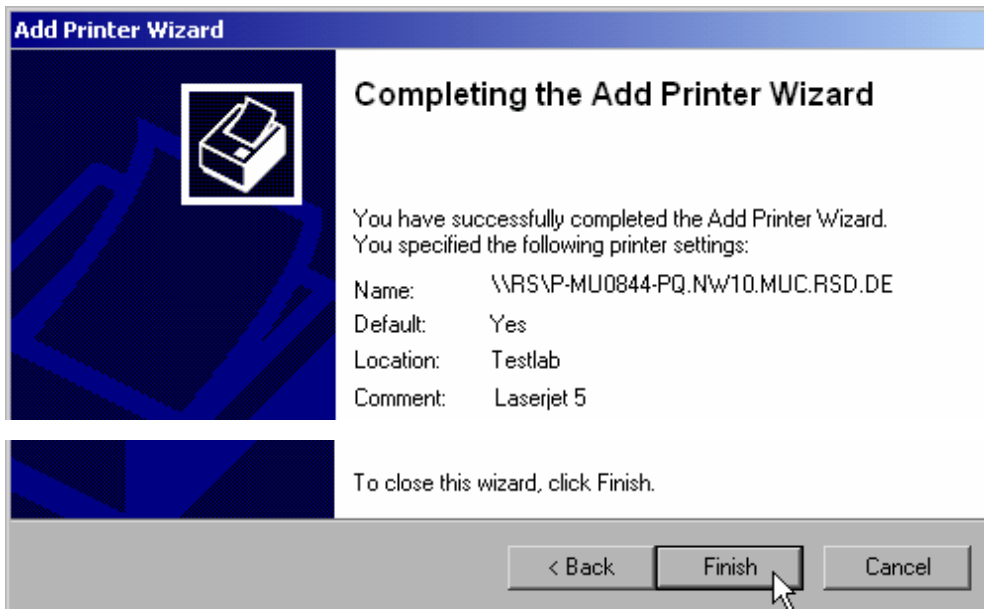 Add Printer Wizard
Completing the Add Printer Wizard
You have successfully completed the Add Printer Wizard.
You specified the following printer settings:
Name: \\RS\P-MU0844-PQ.NW10.MUC.RSD.DE
Default: Yes
Location: Testlab
Comment: Laserjet 5
To close this wizard, click Finish.
< Back Finish Cancel